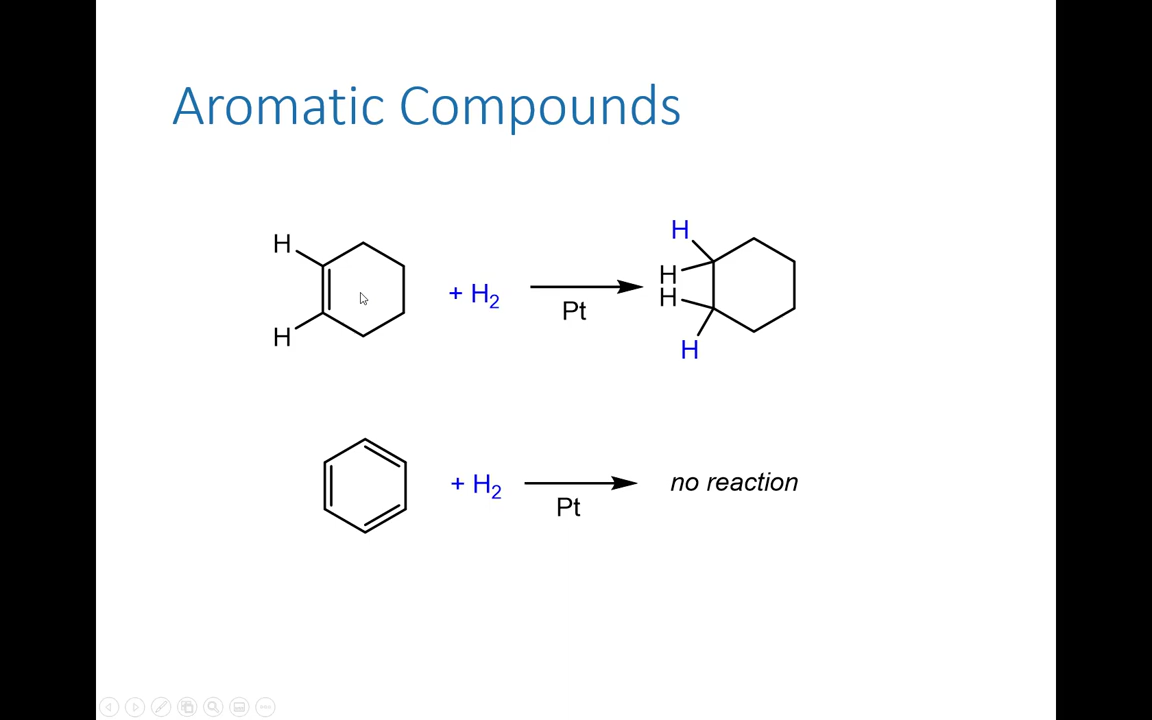 Aromatic Compounds
H
H
+ H2
Pt
H
H
H
H
+ H2
Pt
no reaction